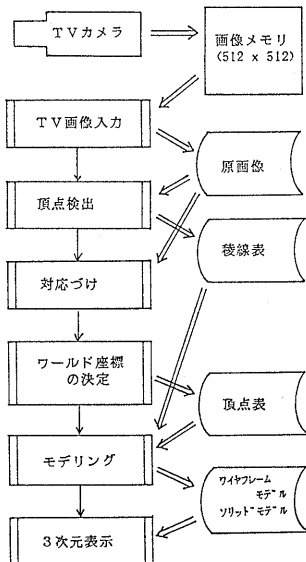 TVカメラ
画像メモリ
(512 x 512)
TV画像入力
原画像
頂点検出
稜線表
対応づけ
ワールド座標
の決定
頂点表
モデリング
ワイヤフレーム
モデル
ソリッドモデル
3次元表示